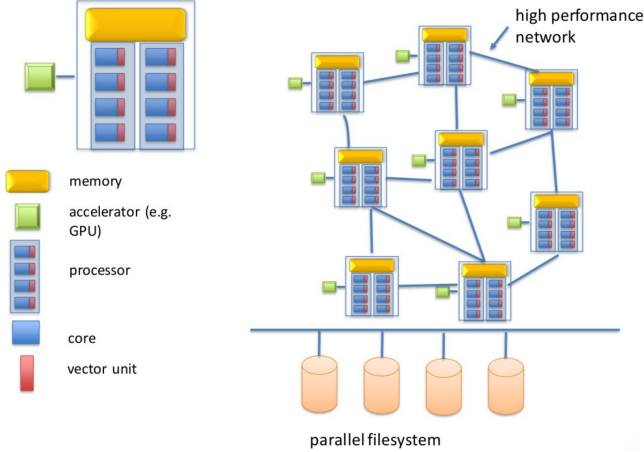 high performance
network
memory
accelerator (e.g.
GPU)
processor
core
vector unit
parallel filesystem